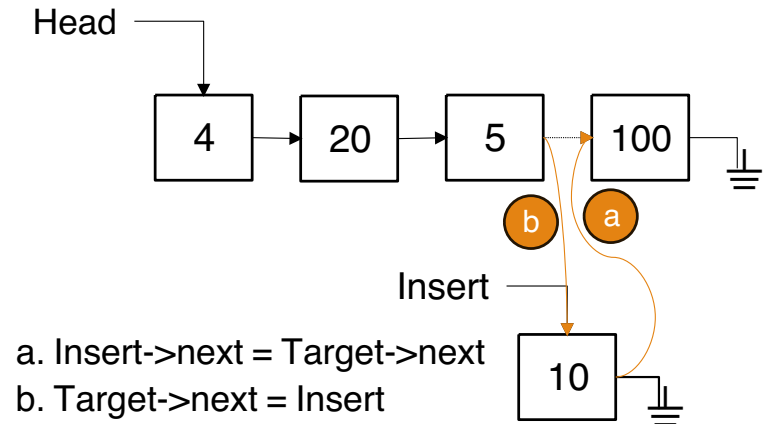 Head
4
20
5
100
b
a
Insert
10
a. Insert->next = Target->next
b. Target->next = Insert